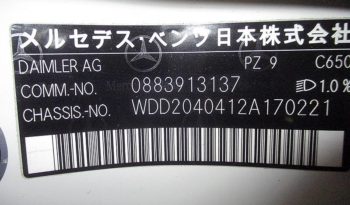 メルセデス・ベンツ日本株式会
DAIMLER AG PZ 9 C650
COMM.-NO. 0883913137 1.0%
CHASSIS.-NO. WDD2040412A170221